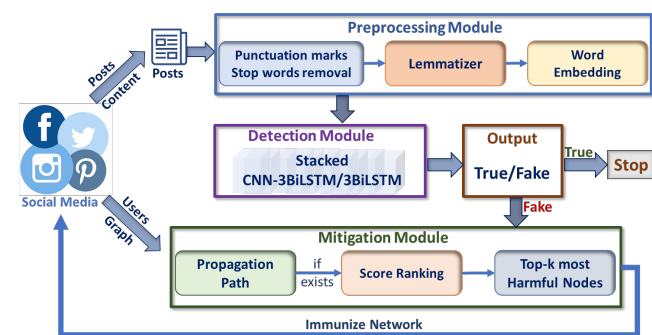 Preprocessing Module
Posts
Content
Posts
Punctuation marks
Stop words removal
Lemmatizer
Word
Embedding
Social Media
Detection Module
Stacked
CNN-3BiLSTM/3BiLSTM
Output
True/Fake
True
Stop
Fake
Users
Graph
Mitigation Module
Propagation
Path
if
exists
Score Ranking
Top-k most
Harmful Nodes
Immunize Network